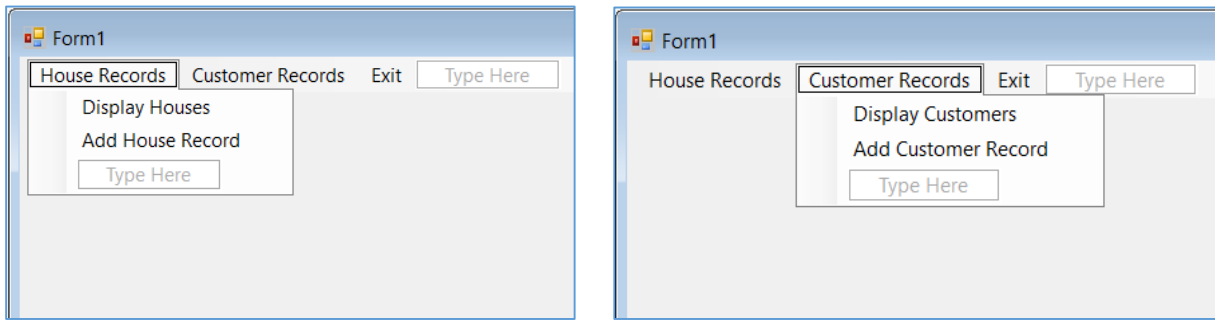 Form1
House Records Customer Records Exit Type Here
Display Houses
Add House Record
Type Here
Form1
House Records Customer Records Exit Type Here
Display Customers
Add Customer Record
Type Here